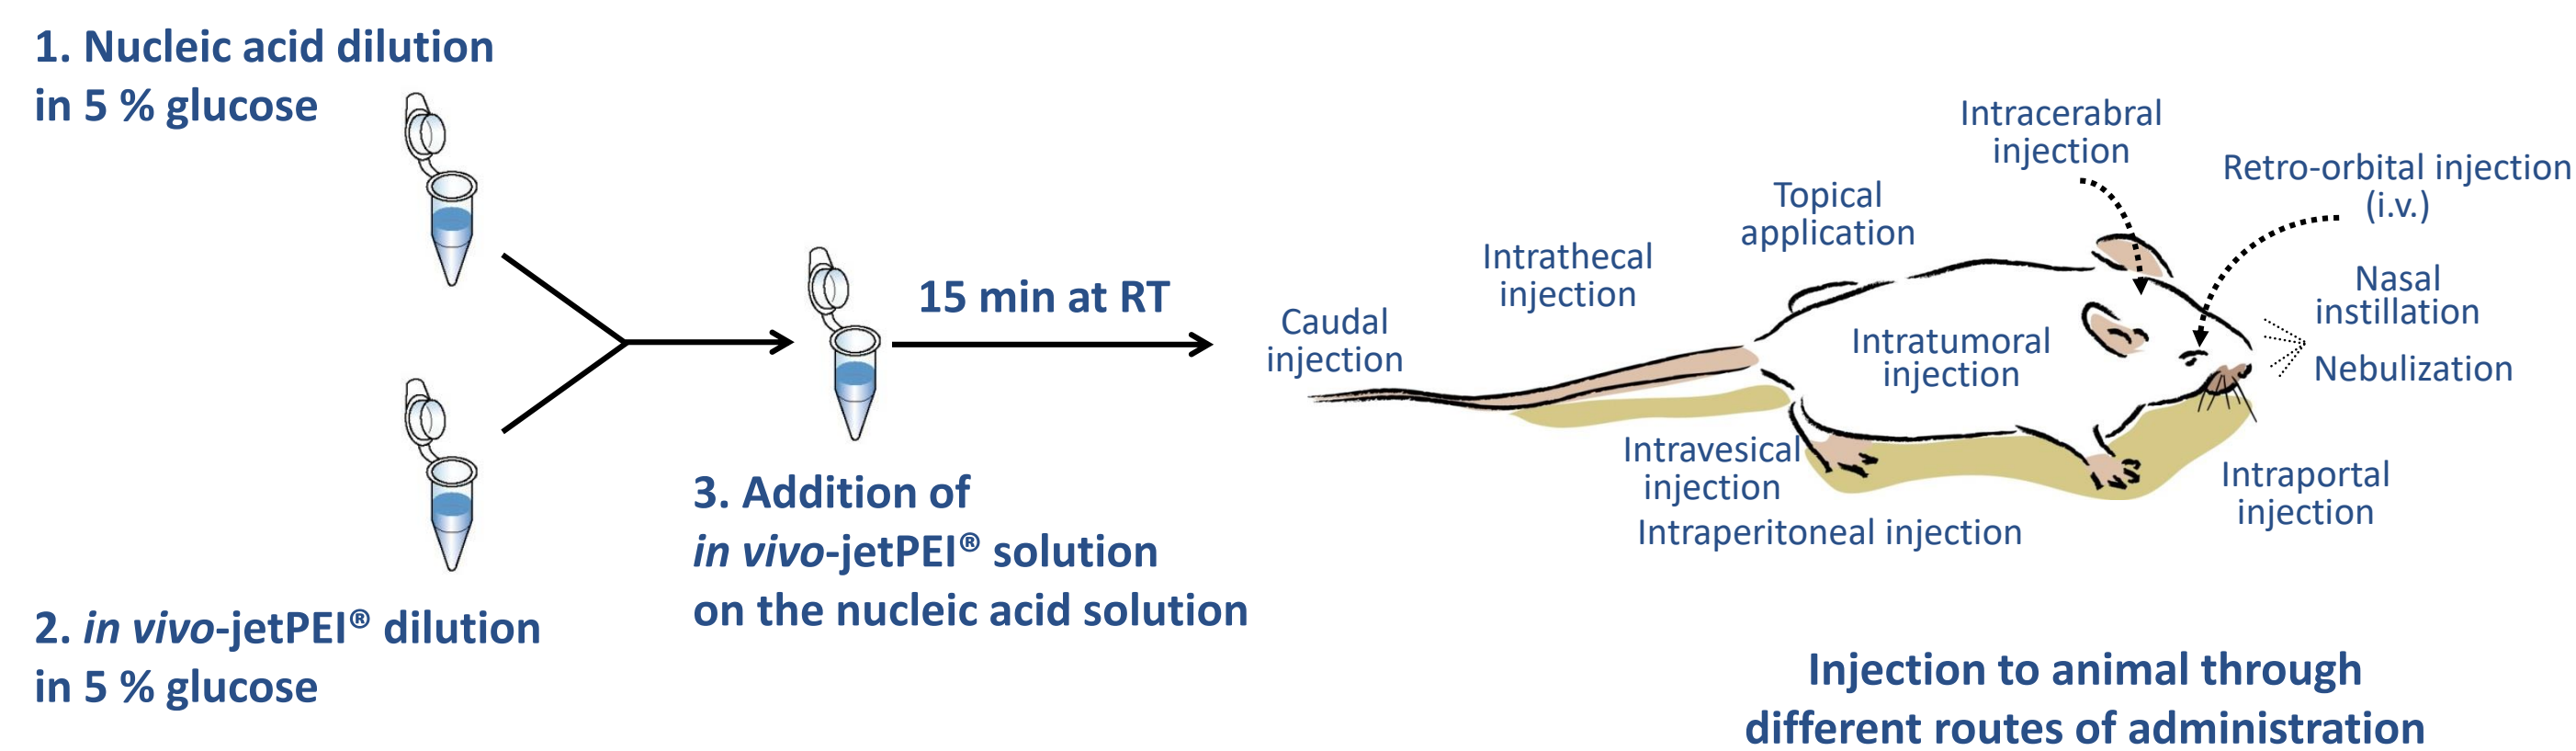 1. Nucleic acid dilution
in 5 % glucose
2. in vivo-jetPEI® dilution
in 5 % glucose
3. Addition of
in vivo-jetPEI® solution
on the nucleic acid solution
15 min at RT
Caudal
injection
Intrathecal
injection
Topical
application
Intracerabral
injection
Retro-orbital injection
(i.v.)
Nasal
instillation
Nebulization
Intratumoral
injection
Intravesical
injection
Intraperitoneal injection
Intraportal
injection
Injection to animal through
different routes of administration